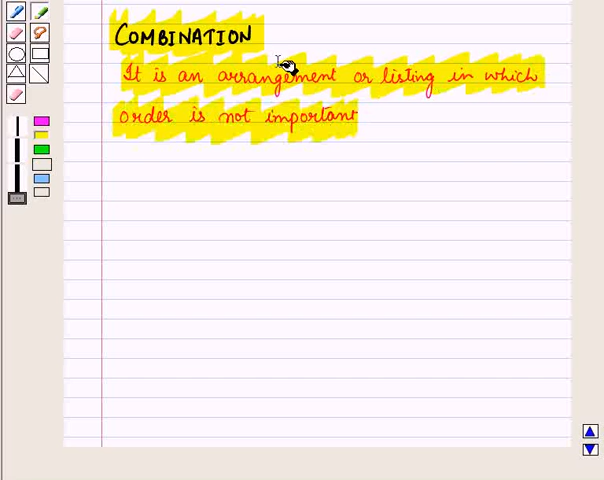 COMBINATION
It is an arrangement or listing in which
order is not important